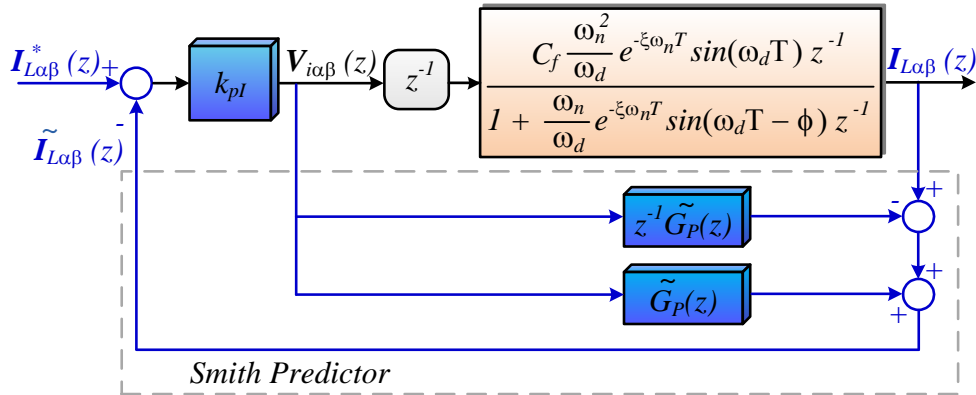 I*Lαβ(z) +
kpI
Viαβ(z)
z⁻¹
Cf ωn²/ωd e^(-ξωnT) sin(ωdT) z⁻¹
1 + ωn/ωd e^(-ξωnT) sin(ωdT − ϕ) z⁻¹
ILαβ(z)
-
ĨLαβ(z)
+
-
z⁻¹G̃P(z)
+
G̃P(z)
+
Smith Predictor